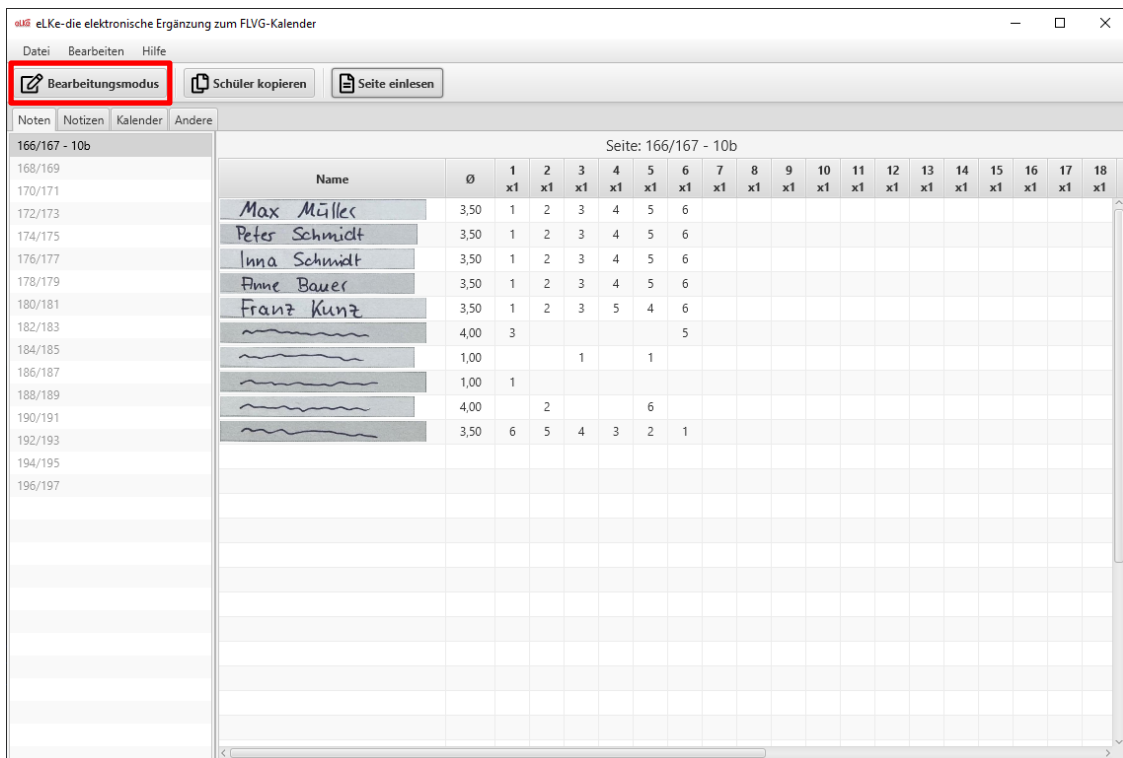 eLKe eLKe-die elektronische Ergänzung zum FLVG-Kalender
Datei Bearbeiten Hilfe
Bearbeitungsmodus Schüler kopieren Seite einlesen
Noten Notizen Kalender Andere
166/167 - 10b
168/169
170/171
172/173
174/175
176/177
178/179
180/181
182/183
184/185
186/187
188/189
190/191
192/193
194/195
196/197
Seite: 166/167 - 10b
Name Ø 1 2 3 4 5 6 7 8 9 10 11 12 13 14 15 16 17 18
x1 x1 x1 x1 x1 x1 x1 x1 x1 x1 x1 x1 x1 x1 x1 x1 x1 x1
Max Müller 3,50 1 2 3 4 5 6
Peter Schmidt 3,50 1 2 3 4 5 6
Inna Schmidt 3,50 1 2 3 4 5 6
Anne Bauer 3,50 1 2 3 4 5 6
Franz Kunz 3,50 1 2 3 5 4 6
4,00 3 5
1,00 1 1
1,00 1
4,00 2 6
3,50 6 5 4 3 2 1